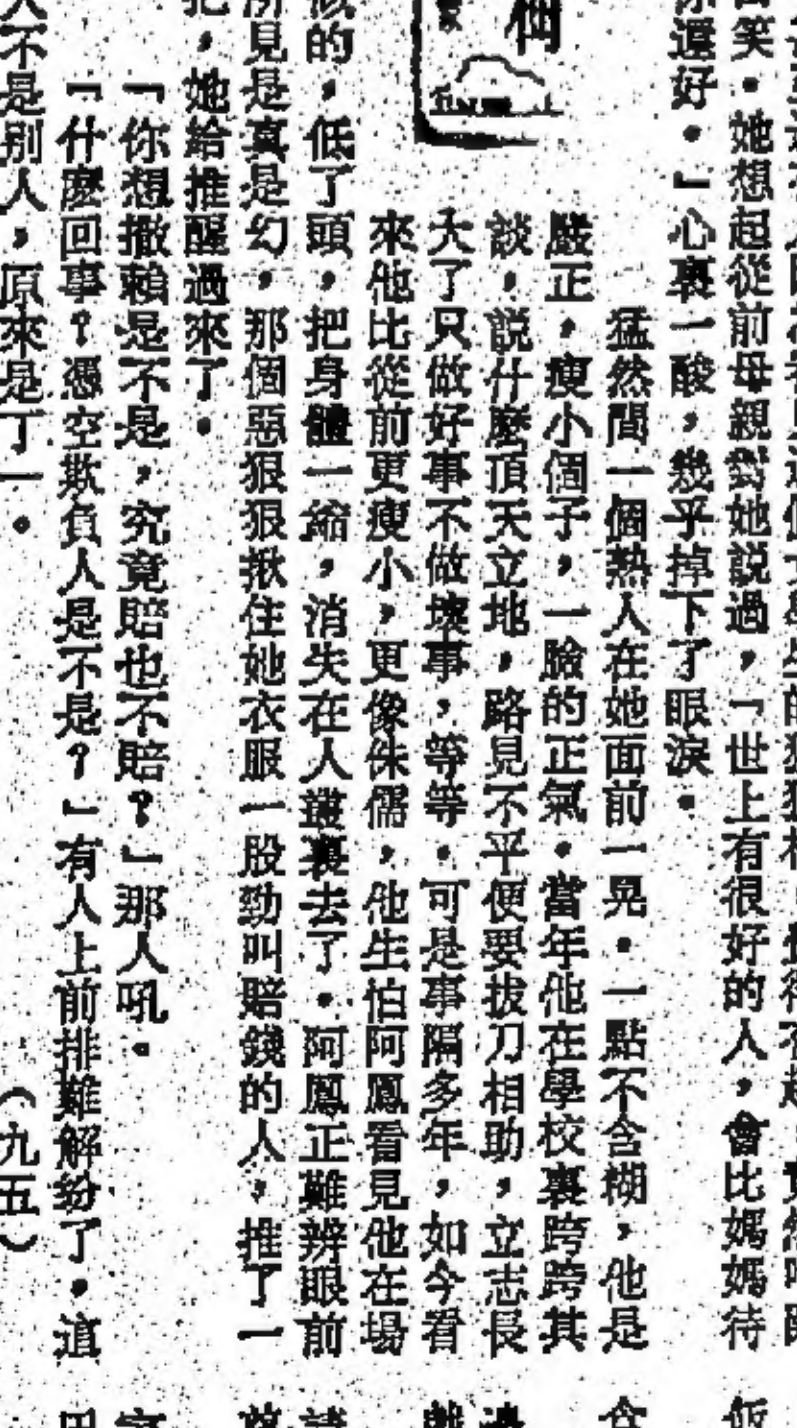 笑。她想起從前母親對她說過，「世上有很好的人，會比媽媽待
還好。」心裏一酸，幾乎掉下了眼淚。
猛然間一個熱人在她面前一晃。一點不含糊，他是
嚴正，瘦小個子，一臉的正氣。當年他在學校裏跨跨其
談，説什麼頂天立地，路見不平便要拔刀相助，立志長
大了只做好事不做壞事，等等。可是事隔多年，如今看
來他比從前更瘦小，更像侏儒，他生怕阿鳳看見他在場
似的，低了頭，把身體一縮，消失在人叢裏去了。阿鳳正難辨眼前
所見是真是幻，那個惡狠狠揪住她衣服一股勁叫賠錢的人，推了一
把，她給推醒過來了。
「你想撒賴是不是，究竟賠也不賠？」那人吼。
「什麼回事？憑空欺負人是不是？」有人上前排難解紛了，這
人不是別人，原來是丁一。
（九五）